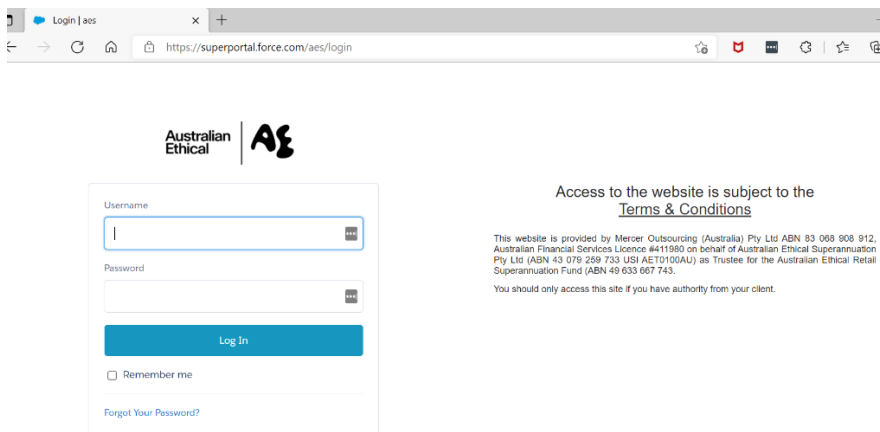 Login | aes
https://superportal.force.com/aes/login
Australian
Ethical
Access to the website is subject to the
Terms & Conditions
Username
This website is provided by Mercer Outsourcing (Australia) Pty Ltd ABN 83 068 908 912,
Australian Financial Services Licence #411980 on behalf of Australian Ethical Superannuation
Pty Ltd (ABN 43 079 259 733 USI AET0100AU) as Trustee for the Australian Ethical Retail
Superannuation Fund (ABN 49 633 667 743.
You should only access this site if you have authority from your client.
Password
Log In
Remember me
Forgot Your Password?